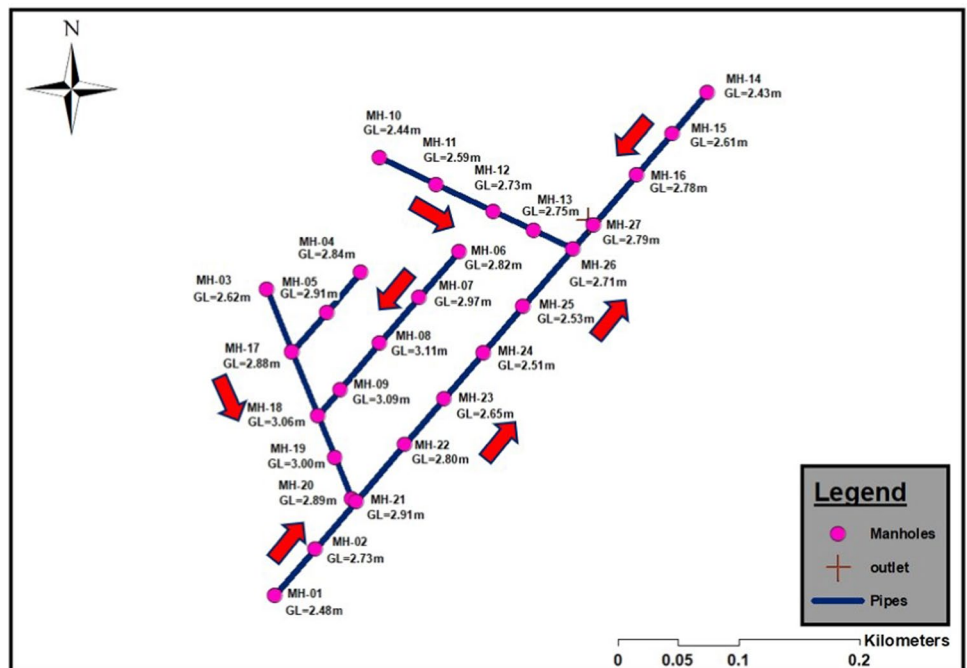 N
MH-14
GL=2.43m
MH-10
GL=2.44m
MH-15
GL=2.61m
MH-11
GL=2.59m
MH-12
GL=2.73m
MH-16
GL=2.78m
MH-13
GL=2.75m
MH-27
GL=2.79m
MH-04
GL=2.84m
MH-06
GL=2.82m
MH-26
GL=2.71m
MH-03
GL=2.62m
MH-05
GL=2.91m
MH-07
GL=2.97m
MH-25
GL=2.53m
MH-17
GL=2.88m
MH-08
GL=3.11m
MH-24
GL=2.51m
MH-09
GL=3.09m
MH-18
GL=3.06m
MH-23
GL=2.65m
MH-19
GL=3.00m
MH-22
GL=2.80m
MH-20
GL=2.89m
MH-21
GL=2.91m
MH-02
GL=2.73m
MH-01
GL=2.48m
Legend
Manholes
outlet
Pipes
Kilometers
0 0.05 0.1 0.2